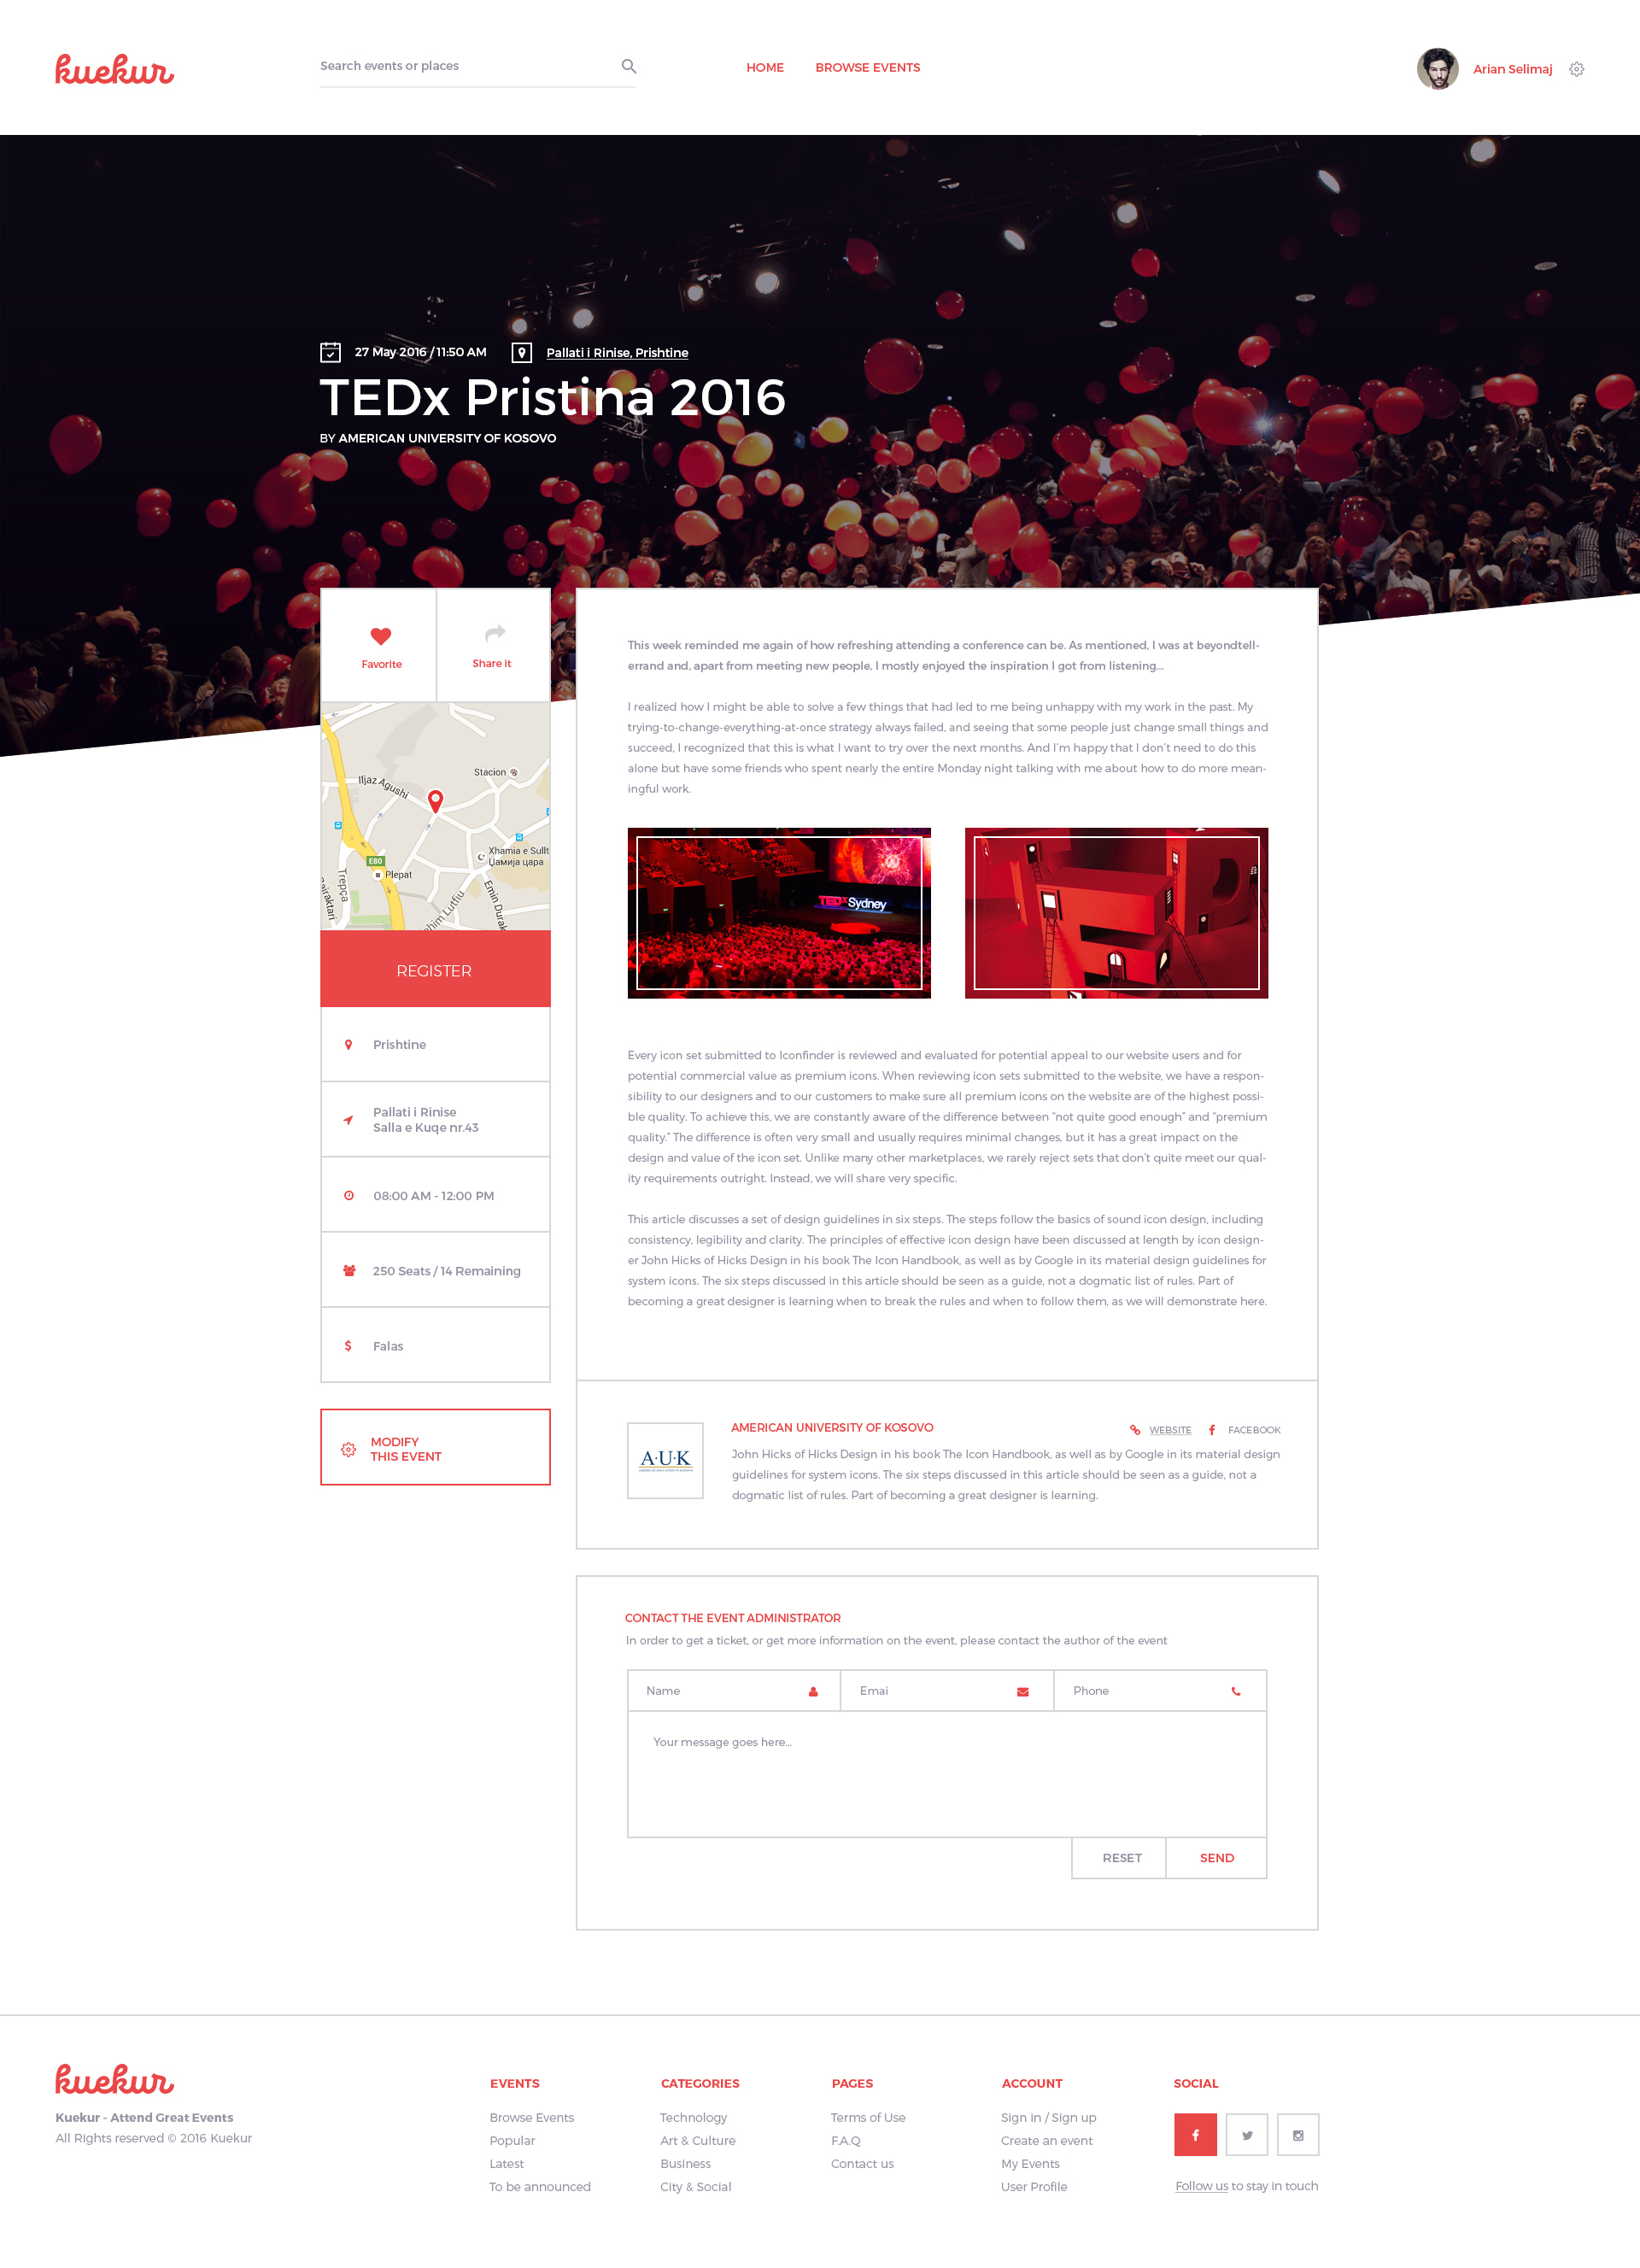 kuekur
Search events or places
HOME
BROWSE EVENTS
Arian Selimaj
27 May 2016 / 11:50 AM
Pallati i Rinise, Prishtine
TEDx Pristina 2016
BY AMERICAN UNIVERSITY OF KOSOVO
Favorite
Share it
Iljaz Agushi
Stacion
Xhamia e Sullt
Џамија цара
E80
Plepat
Trepça
Emin Durak
REGISTER
Prishtine
Pallati i Rinise
Salla e Kuqe nr.43
08:00 AM - 12:00 PM
250 Seats / 14 Remaining
Falas
MODIFY
THIS EVENT
This week reminded me again of how refreshing attending a conference can be. As mentioned, I was at beyondtell-
errand and, apart from meeting new people, I mostly enjoyed the inspiration I got from listening...
I realized how I might be able to solve a few things that had led to me being unhappy with my work in the past. My
trying-to-change-everything-at-once strategy always failed, and seeing that some people just change small things and
succeed, I recognized that this is what I want to try over the next months. And I'm happy that I don't need to do this
alone but have some friends who spent nearly the entire Monday night talking with me about how to do more mean-
ingful work.
TEDxSydney
Every icon set submitted to Iconfinder is reviewed and evaluated for potential appeal to our website users and for
potential commercial value as premium icons. When reviewing icon sets submitted to the website, we have a respon-
sibility to our designers and to our customers to make sure all premium icons on the website are of the highest possi-
ble quality. To achieve this, we are constantly aware of the difference between "not quite good enough" and "premium
quality." The difference is often very small and usually requires minimal changes, but it has a great impact on the
design and value of the icon set. Unlike many other marketplaces, we rarely reject sets that don't quite meet our qual-
ity requirements outright. Instead, we will share very specific.
This article discusses a set of design guidelines in six steps. The steps follow the basics of sound icon design, including
consistency, legibility and clarity. The principles of effective icon design have been discussed at length by icon design-
er John Hicks of Hicks Design in his book The Icon Handbook, as well as by Google in its material design guidelines for
system icons. The six steps discussed in this article should be seen as a guide, not a dogmatic list of rules. Part of
becoming a great designer is learning when to break the rules and when to follow them, as we will demonstrate here.
A·U·K
AMERICAN UNIVERSITY OF KOSOVO
WEBSITE
FACEBOOK
John Hicks of Hicks Design in his book The Icon Handbook, as well as by Google in its material design
guidelines for system icons. The six steps discussed in this article should be seen as a guide, not a
dogmatic list of rules. Part of becoming a great designer is learning.
CONTACT THE EVENT ADMINISTRATOR
In order to get a ticket, or get more information on the event, please contact the author of the event
Name
Emai
Phone
Your message goes here...
RESET
SEND
kuekur
Kuekur - Attend Great Events
All Rights reserved © 2016 Kuekur
EVENTS
Browse Events
Popular
Latest
To be announced
CATEGORIES
Technology
Art & Culture
Business
City & Social
PAGES
Terms of Use
F.A.Q
Contact us
ACCOUNT
Sign in / Sign up
Create an event
My Events
User Profile
SOCIAL
Follow us to stay in touch